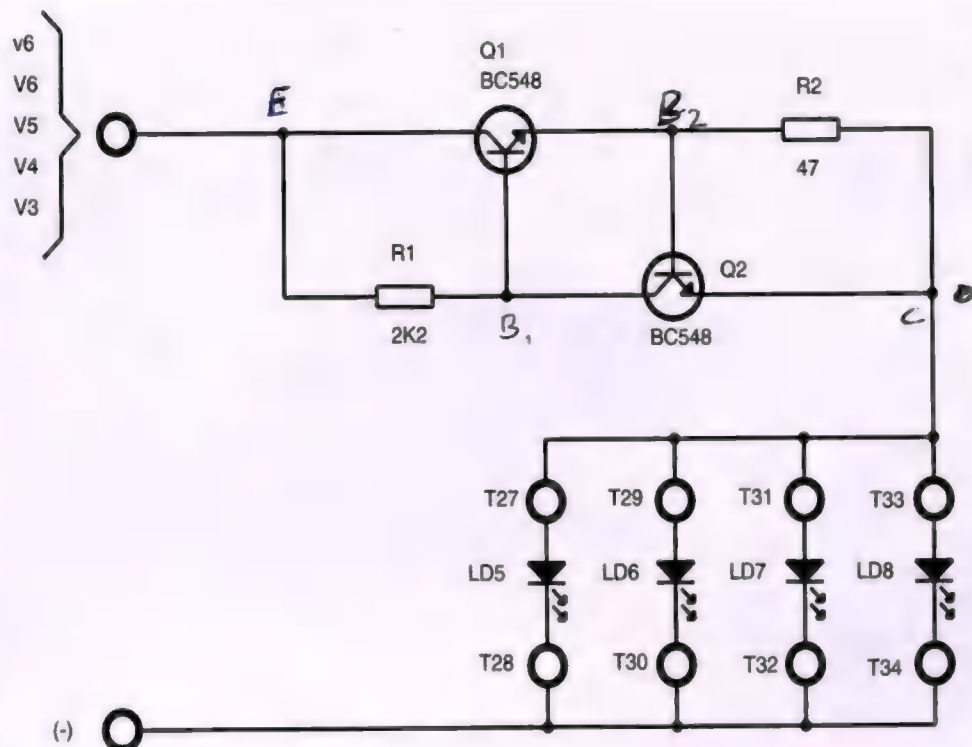 v6
V6
V5
V4
V3
E
Q1
BC548
B2
R2
47
R1
2K2
B1
Q2
BC548
C
T27
T29
T31
T33
LD5
LD6
LD7
LD8
T28
T30
T32
T34
(-)